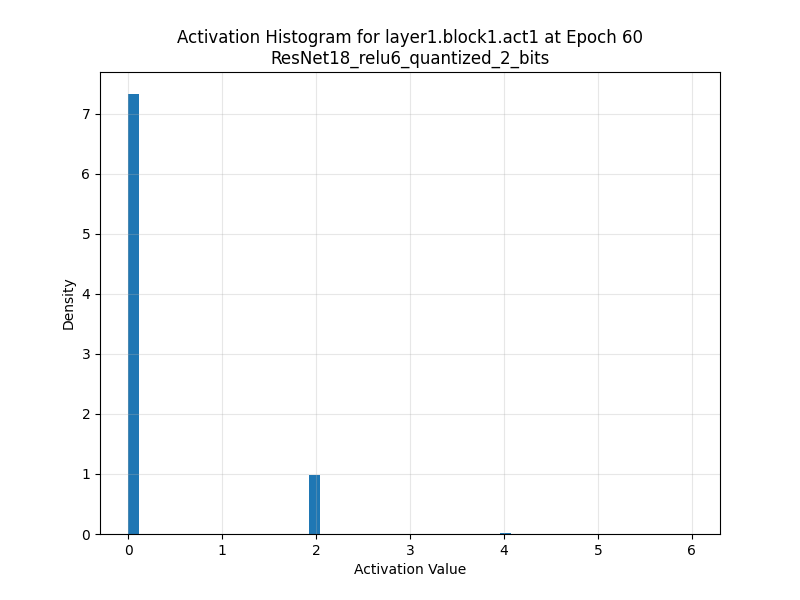 Activation Histogram for layer1.block1.act1 at Epoch 60
ResNet18_relu6_quantized_2_bits
7
6
5
4
3
2
1
0
Density
0 1 2 3 4 5 6
Activation Value